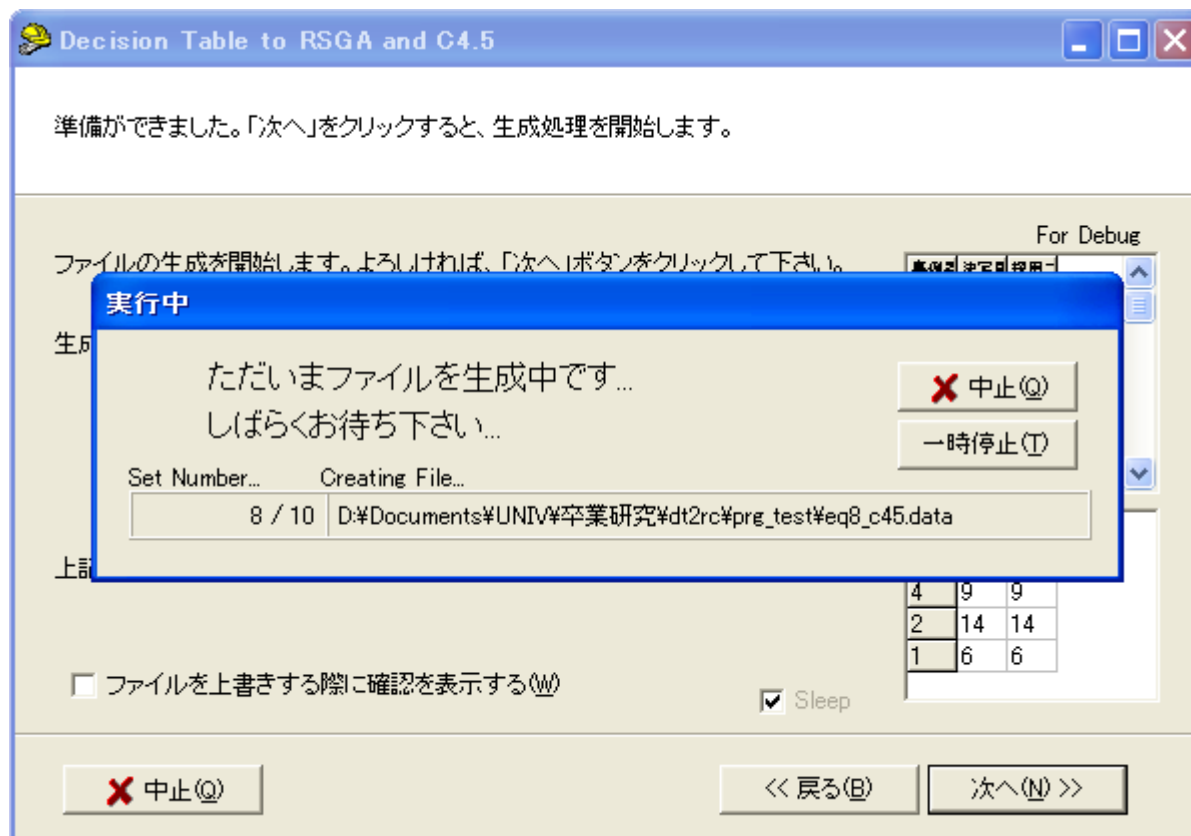 Decision Table to RSGA and C4.5
準備ができました。「次へ」をクリックすると、生成処理を開始します。
For Debug
ファイルの生成を開始します。よろしければ、「次へ」ボタンをクリックして下さい。
実行中
生成
ただいまファイルを生成中です...
しばらくお待ち下さい...
中止(Q)
一時停止(T)
Set Number... Creating File...
8 / 10 D:¥Documents¥UNIV¥卒業研究¥dt2rc¥prg_test¥eq8_c45.data
上記
4 9 9
2 14 14
1 6 6
ファイルを上書きする際に確認を表示する(W)
Sleep
中止(Q)
<< 戻る(B)
次へ(N) >>